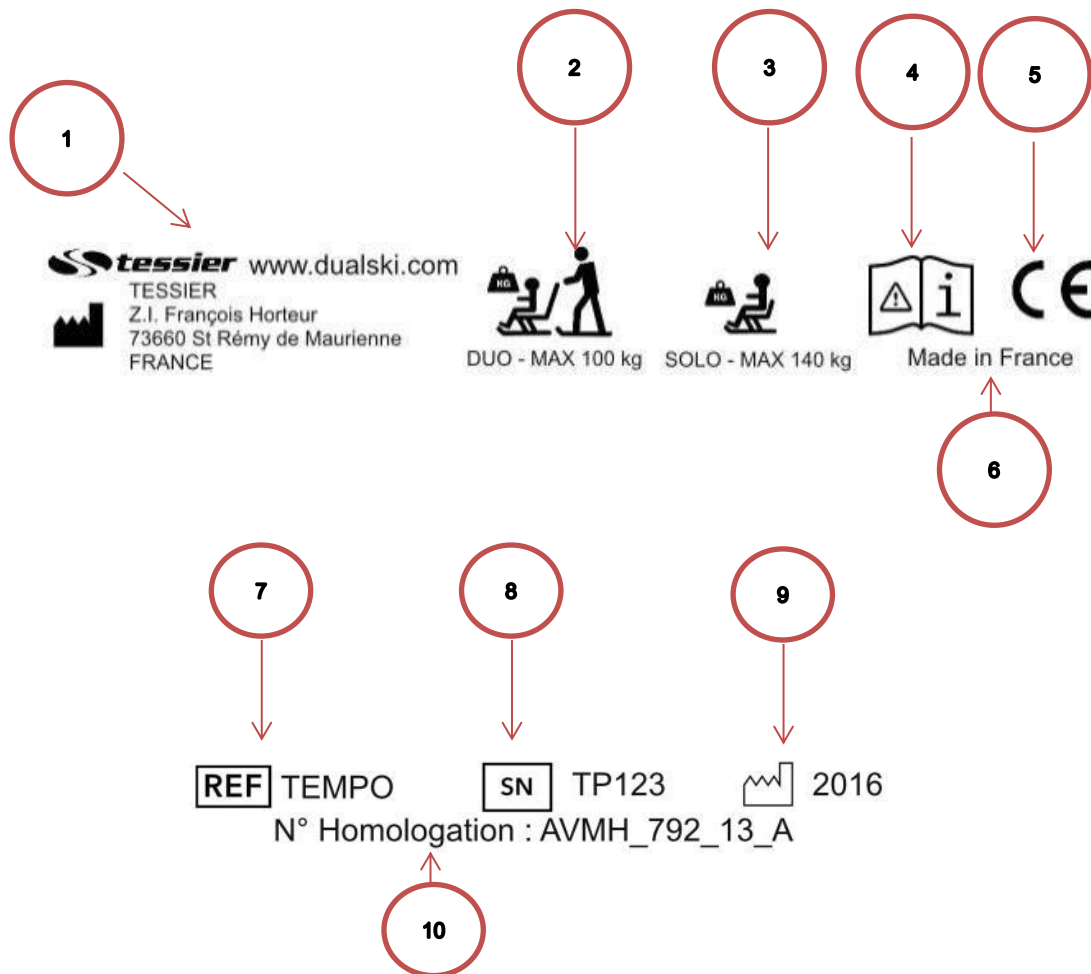 1
2
3
4
5
tessier www.dualski.com
TESSIER
Z.I. François Horteur
73660 St Rémy de Maurienne
FRANCE
KG
DUO - MAX 100 kg
KG
SOLO - MAX 140 kg
i
CE
Made in France
6
7
8
9
REF TEMPO
SN TP123
2016
N° Homologation : AVMH_792_13_A
10